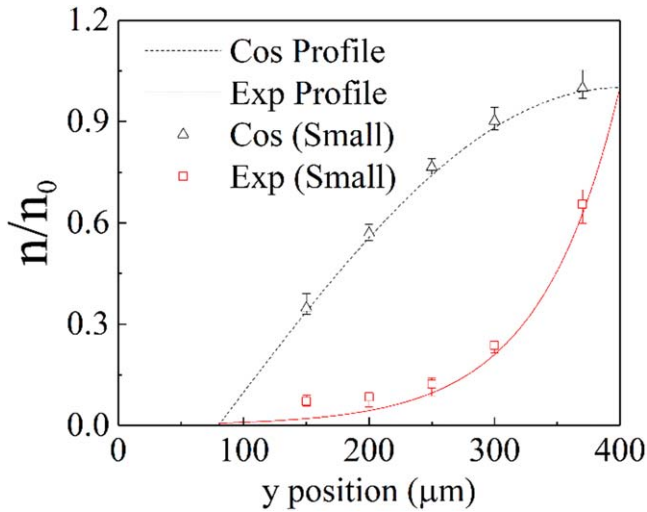 1.2
0.9
0.6
0.3
0.0
n/n₀
Cos Profile
Exp Profile
Cos (Small)
Exp (Small)
0 100 200 300 400
y position (μm)